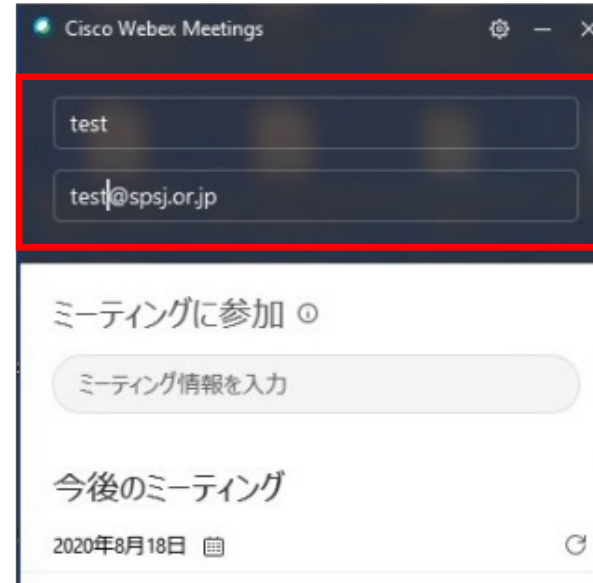 Cisco Webex Meetings
test
test@spsj.or.jp
ミーティングに参加
ミーティング情報を入力
今後のミーティング
2020年8月18日